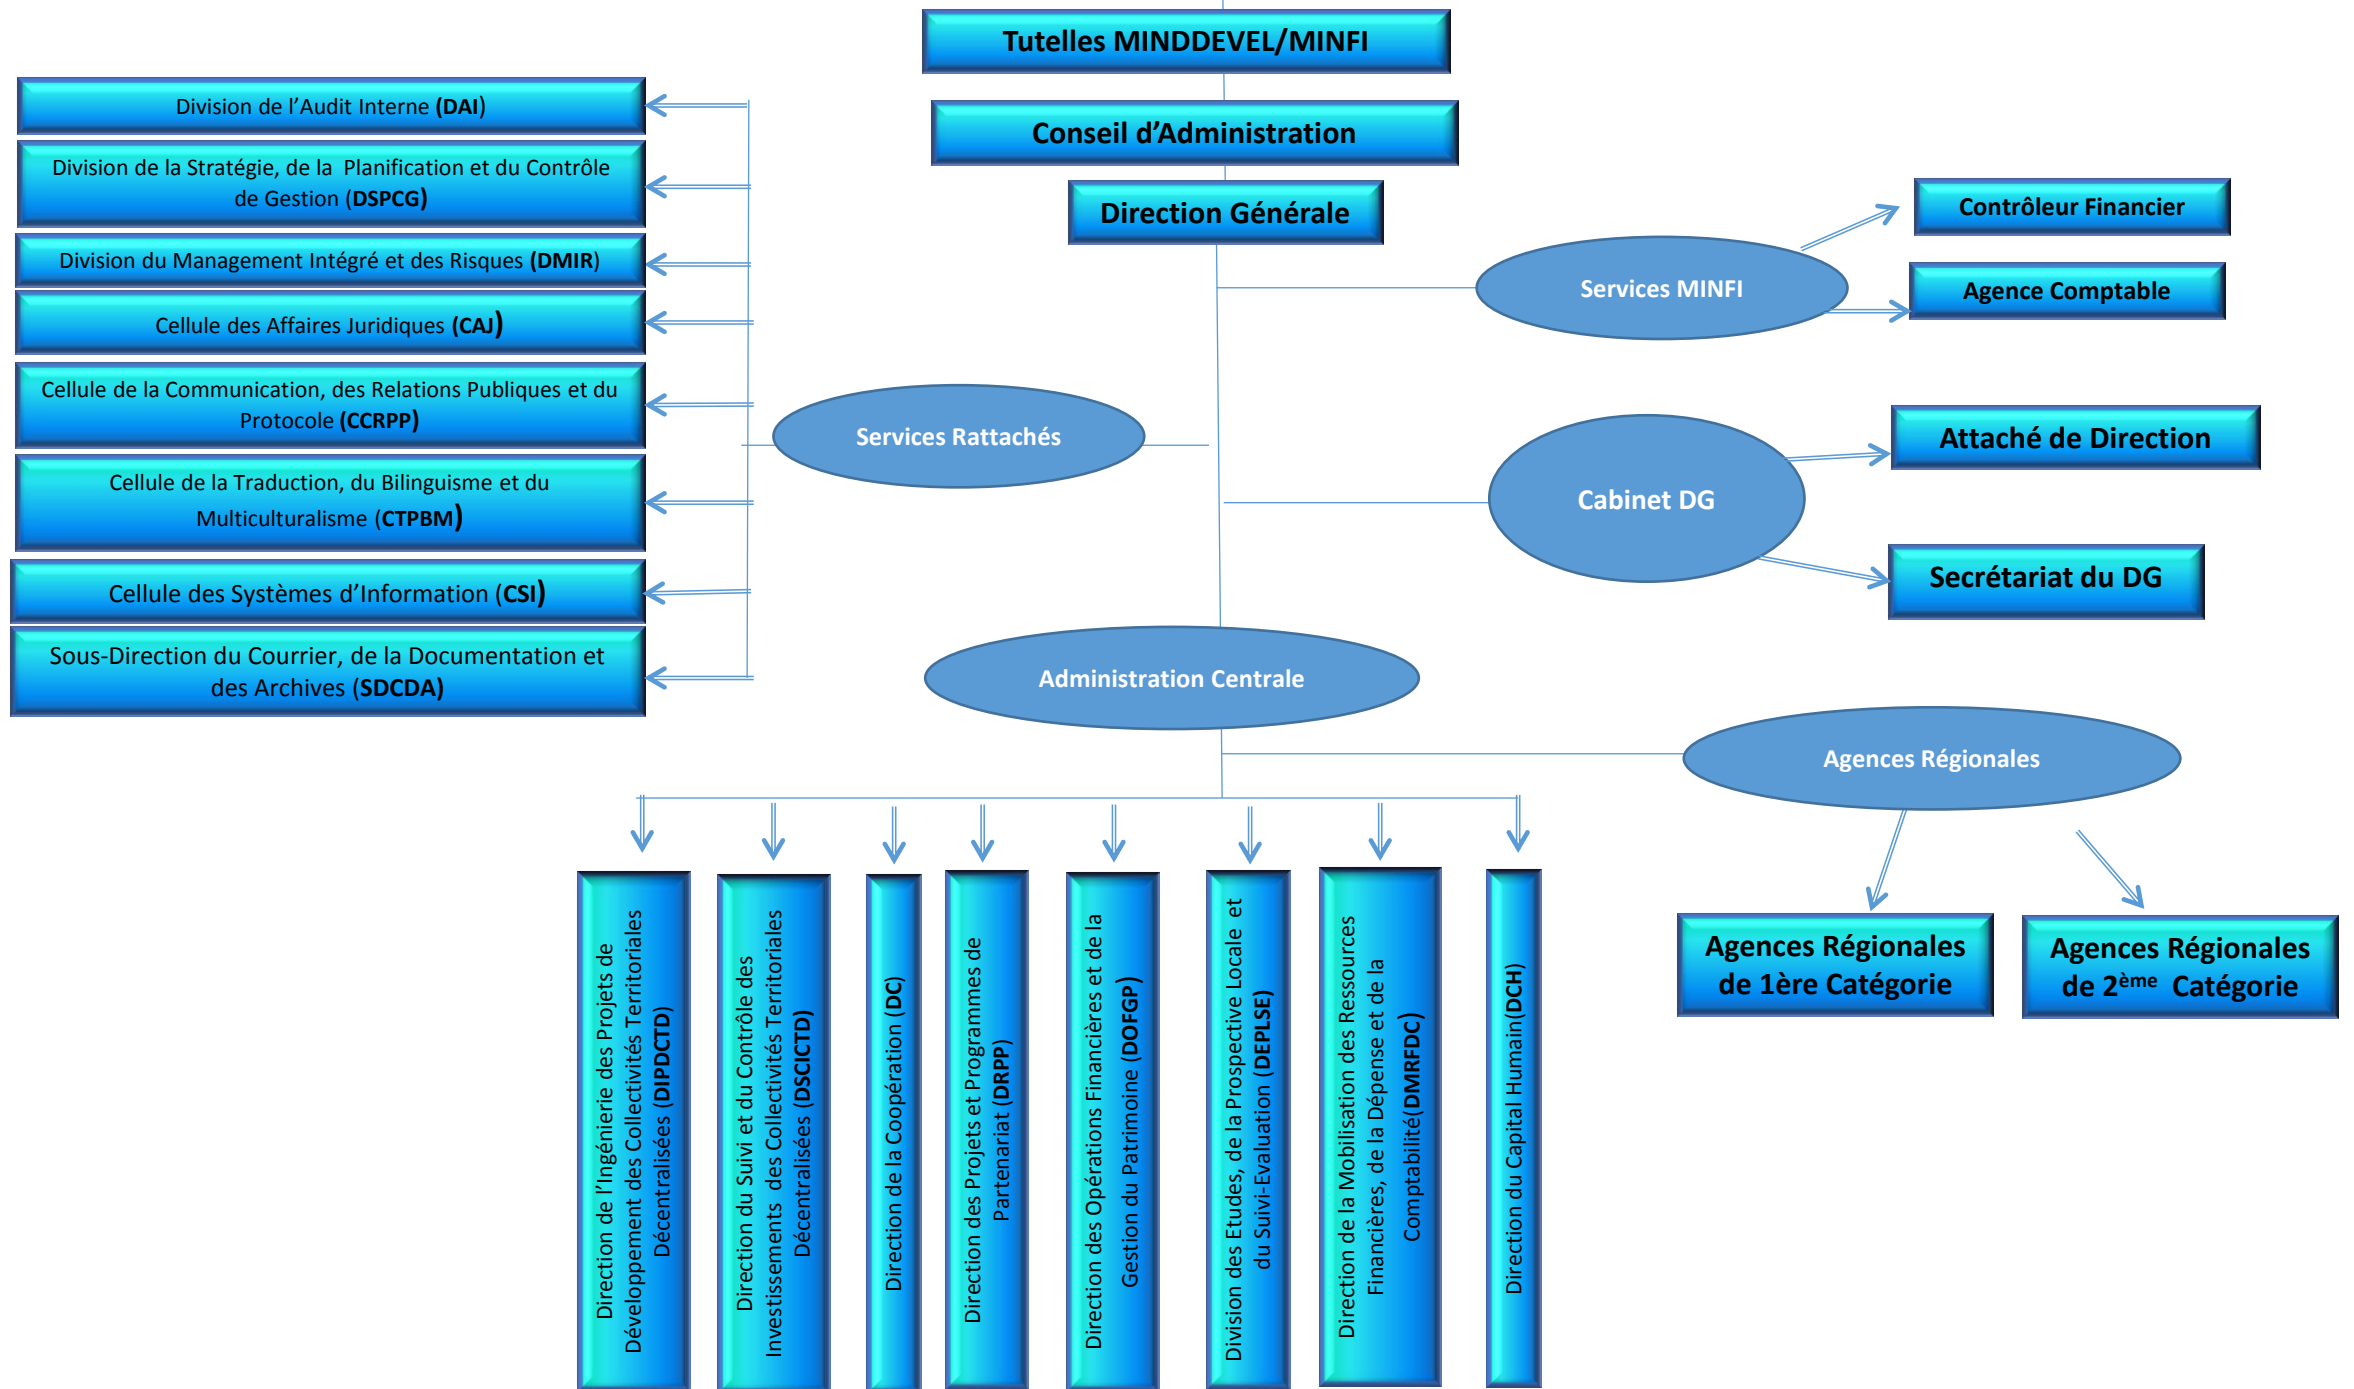 Tutelles MINDDEVEL/MINFI
Conseil d’Administration
Direction Générale
Division de l’Audit Interne (DAI)
Division de la Stratégie, de la Planification et du Contrôle
de Gestion (DSPCG)
Division du Management Intégré et des Risques (DMIR)
Cellule des Affaires Juridiques (CAJ)
Cellule de la Communication, des Relations Publiques et du
Protocole (CCRPP)
Cellule de la Traduction, du Bilinguisme et du
Multiculturalisme (CTPBM)
Cellule des Systèmes d’Information (CSI)
Sous-Direction du Courrier, de la Documentation et
des Archives (SDCDA)
Services Rattachés
Services MINFI
Contrôleur Financier
Agence Comptable
Cabinet DG
Attaché de Direction
Secrétariat du DG
Administration Centrale
Agences Régionales
Agences Régionales
de 1ère Catégorie
Agences Régionales
de 2ème Catégorie
Direction de l’Ingénierie des Projets de
Développement des Collectivités Territoriales
Décentralisées (DIPDCTD)
Direction du Suivi et du Contrôle des
Investissements des Collectivités Territoriales
Décentralisées (DSCICTD)
Direction de la Coopération (DC)
Direction des Projets et Programmes de
Partenariat (DRPP)
Direction des Opérations Financières et de la
Gestion du Patrimoine (DOFGP)
Division des Etudes, de la Prospective Locale et
du Suivi-Evaluation (DEPLSE)
Direction de la Mobilisation des Ressources
Financières, de la Dépense et de la
Comptabilité(DMRFDC)
Direction du Capital Humain(DCH)